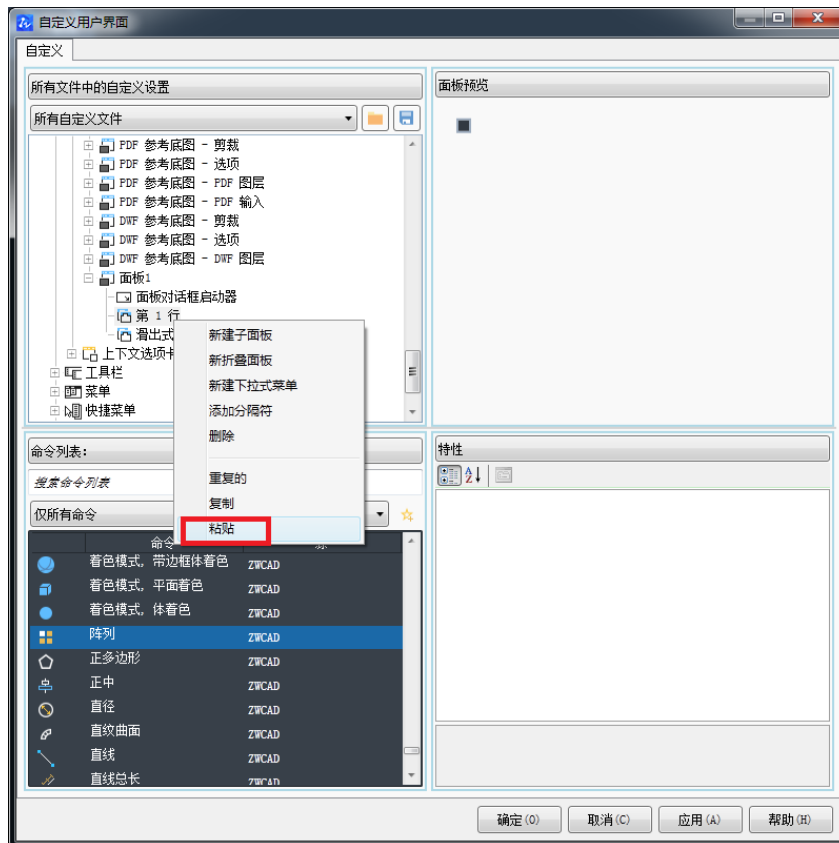 自定义用户界面
自定义
所有文件中的自定义设置
所有自定义文件
PDF 参考底图 - 剪裁
PDF 参考底图 - 选项
PDF 参考底图 - PDF 图层
PDF 参考底图 - PDF 输入
DWF 参考底图 - 剪裁
DWF 参考底图 - 选项
DWF 参考底图 - DWF 图层
面板1
面板对话框启动器
第 1 行
滑出式
上下文选项卡
工具栏
菜单
快捷菜单
新建子面板
新折叠面板
新建下拉式菜单
添加分隔符
删除
重复的
复制
粘贴
面板预览
命令列表:
搜索命令列表
仅所有命令
命令
着色模式, 带边框体着色 ZWCAD
着色模式, 平面着色 ZWCAD
着色模式, 体着色 ZWCAD
阵列 ZWCAD
正多边形 ZWCAD
正中 ZWCAD
直径 ZWCAD
直纹曲面 ZWCAD
直线 ZWCAD
直线总长 ZWCAD
特性
确定(O) 取消(C) 应用(A) 帮助(H)